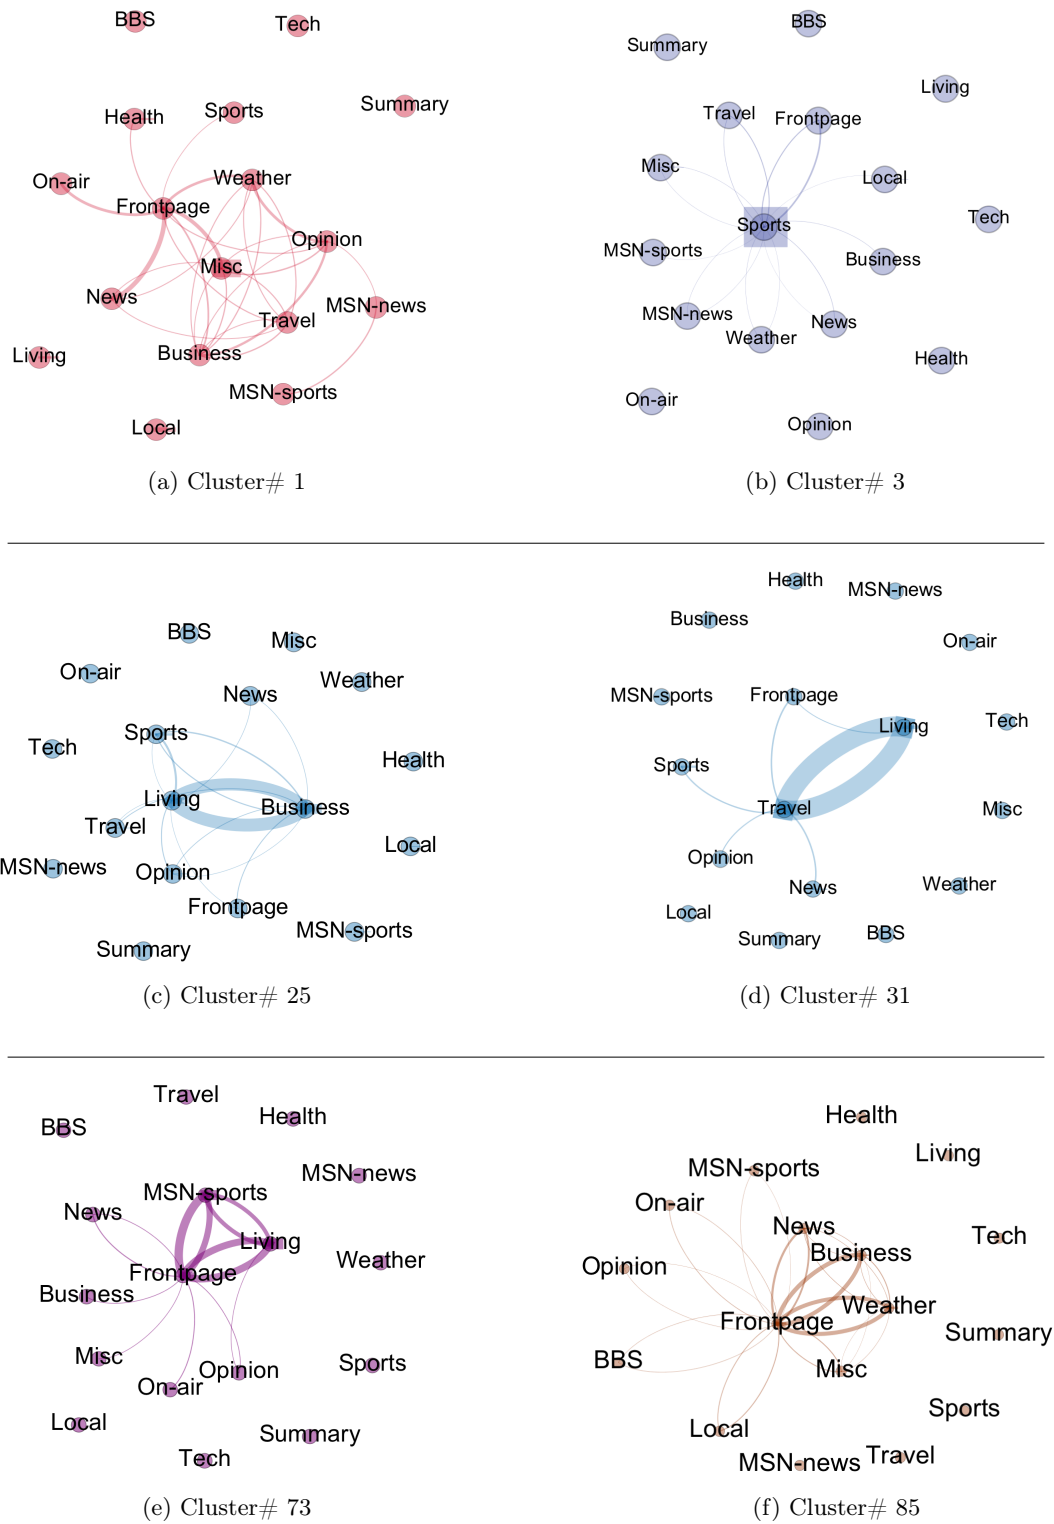 BBS
Tech
Summary
Health
Sports
On-air
Weather
Frontpage
Opinion
Misc
News
MSN-news
Travel
Living
Business
MSN-sports
Local
(a) Cluster# 1
BBS
Summary
Living
Travel
Frontpage
Misc
Local
Tech
Sports
MSN-sports
Business
MSN-news
News
Weather
Health
On-air
Opinion
(b) Cluster# 3
BBS
Misc
On-air
Weather
News
Sports
Tech
Health
Living
Business
Travel
Local
MSN-news
Opinion
Frontpage
MSN-sports
Summary
(c) Cluster# 25
Health
MSN-news
Business
On-air
MSN-sports
Frontpage
Living
Tech
Sports
Travel
Misc
Opinion
News
Weather
Local
Summary
BBS
(d) Cluster# 31
Travel
Health
BBS
MSN-news
MSN-sports
News
Living
Weather
Frontpage
Business
Misc
Sports
Opinion
On-air
Local
Summary
Tech
(e) Cluster# 73
Health
Living
MSN-sports
On-air
News
Tech
Business
Opinion
Weather
Frontpage
Summary
BBS
Misc
Sports
Local
Travel
MSN-news
(f) Cluster# 85